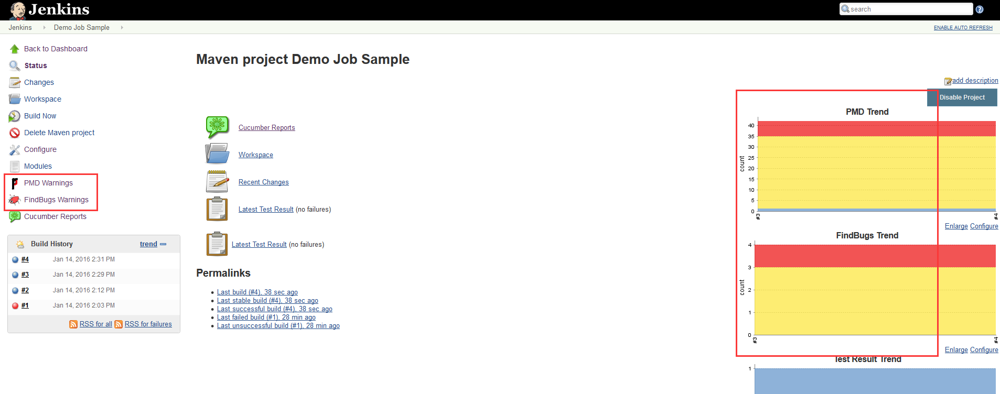 Jenkins
search
Jenkins Demo Job Sample
ENABLE AUTO REFRESH
Back to Dashboard
Status
Changes
Workspace
Build Now
Delete Maven project
Configure
Modules
PMD Warnings
FindBugs Warnings
Cucumber Reports
Build History trend
#4 Jan 14, 2016 2:31 PM
#3 Jan 14, 2016 2:29 PM
#2 Jan 14, 2016 2:12 PM
#1 Jan 14, 2016 2:03 PM
RSS for all RSS for failures
Maven project Demo Job Sample
Cucumber Reports
Workspace
Recent Changes
Latest Test Result (no failures)
Latest Test Result (no failures)
Permalinks
Last build (#4), 38 sec ago
Last stable build (#4), 38 sec ago
Last successful build (#4), 38 sec ago
Last failed build (#1), 28 min ago
Last unsuccessful build (#1), 28 min ago
add description
Disable Project
PMD Trend
40
35
30
25
20
15
10
5
0
count
#3 #4
Enlarge Configure
FindBugs Trend
4
3
2
1
0
count
#3 #4
Enlarge Configure
Test Result Trend
1